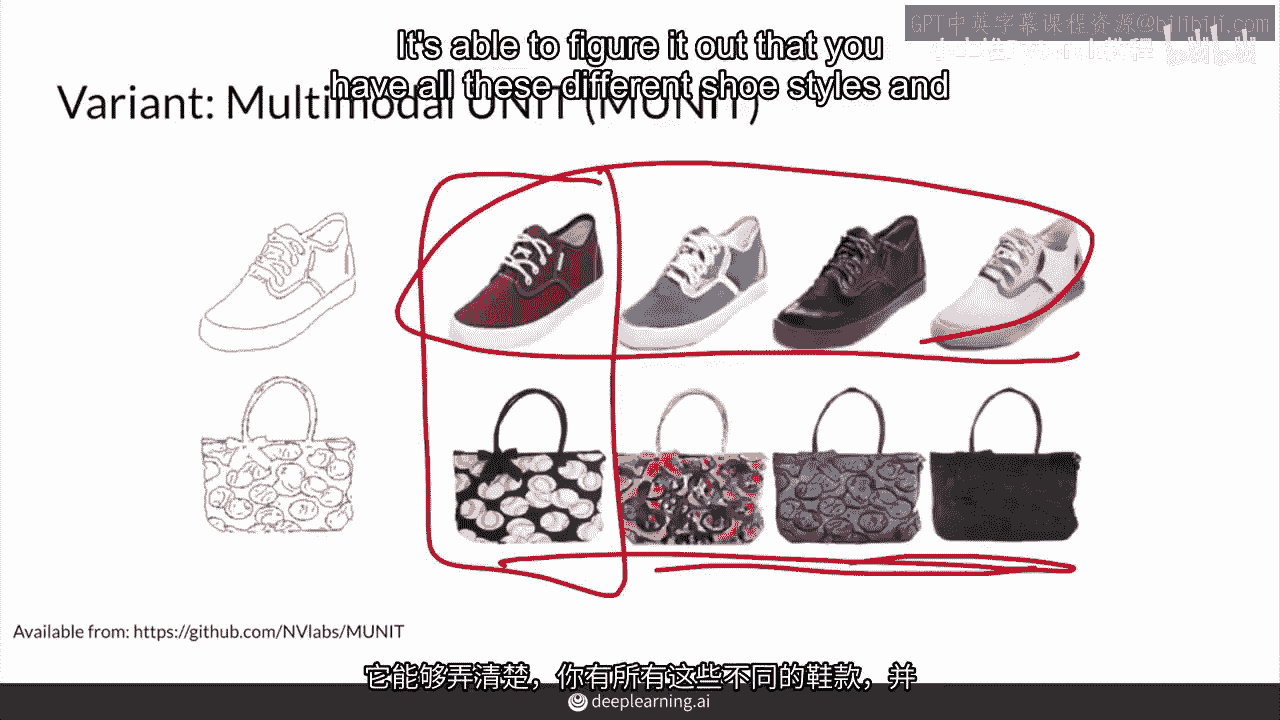 GPT中英字幕课程资源@bilibili.com
It's able to figure it out that you
have all these different shoe styles and
Variant: Multimodal UNIT (MUNIT)
Available from: https://github.com/NVlabs/MUNIT
它能够弄清楚，你有所有这些不同的鞋款，并
deeplearning.ai